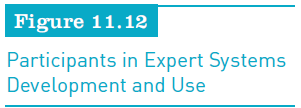 Figure 11.12
Participants in Expert Systems
Development and Use